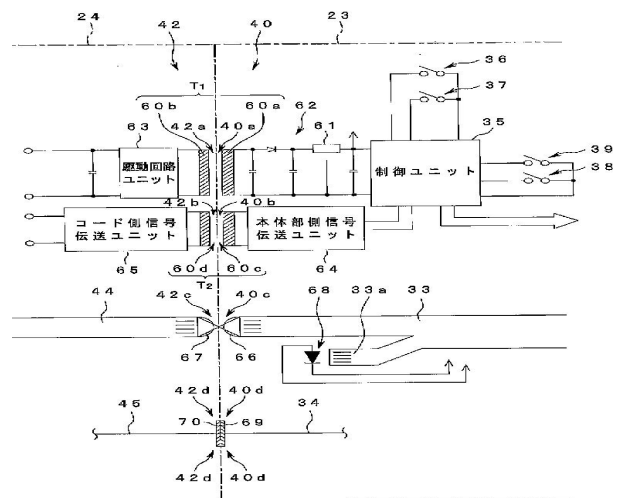 24 42 40 23
T1
60b 42a 40a 60a 62
63 61
36
37
35
39
38
駆動回路
ユニット
制御ユニット
42b 40b
コード側信号
伝送ユニット
本体部側信号
伝送ユニット
65 60d 60c 64
T2
44 42c 40c 68 33a 33
67 66
42d 40d
45 70 69 34
42d 40d